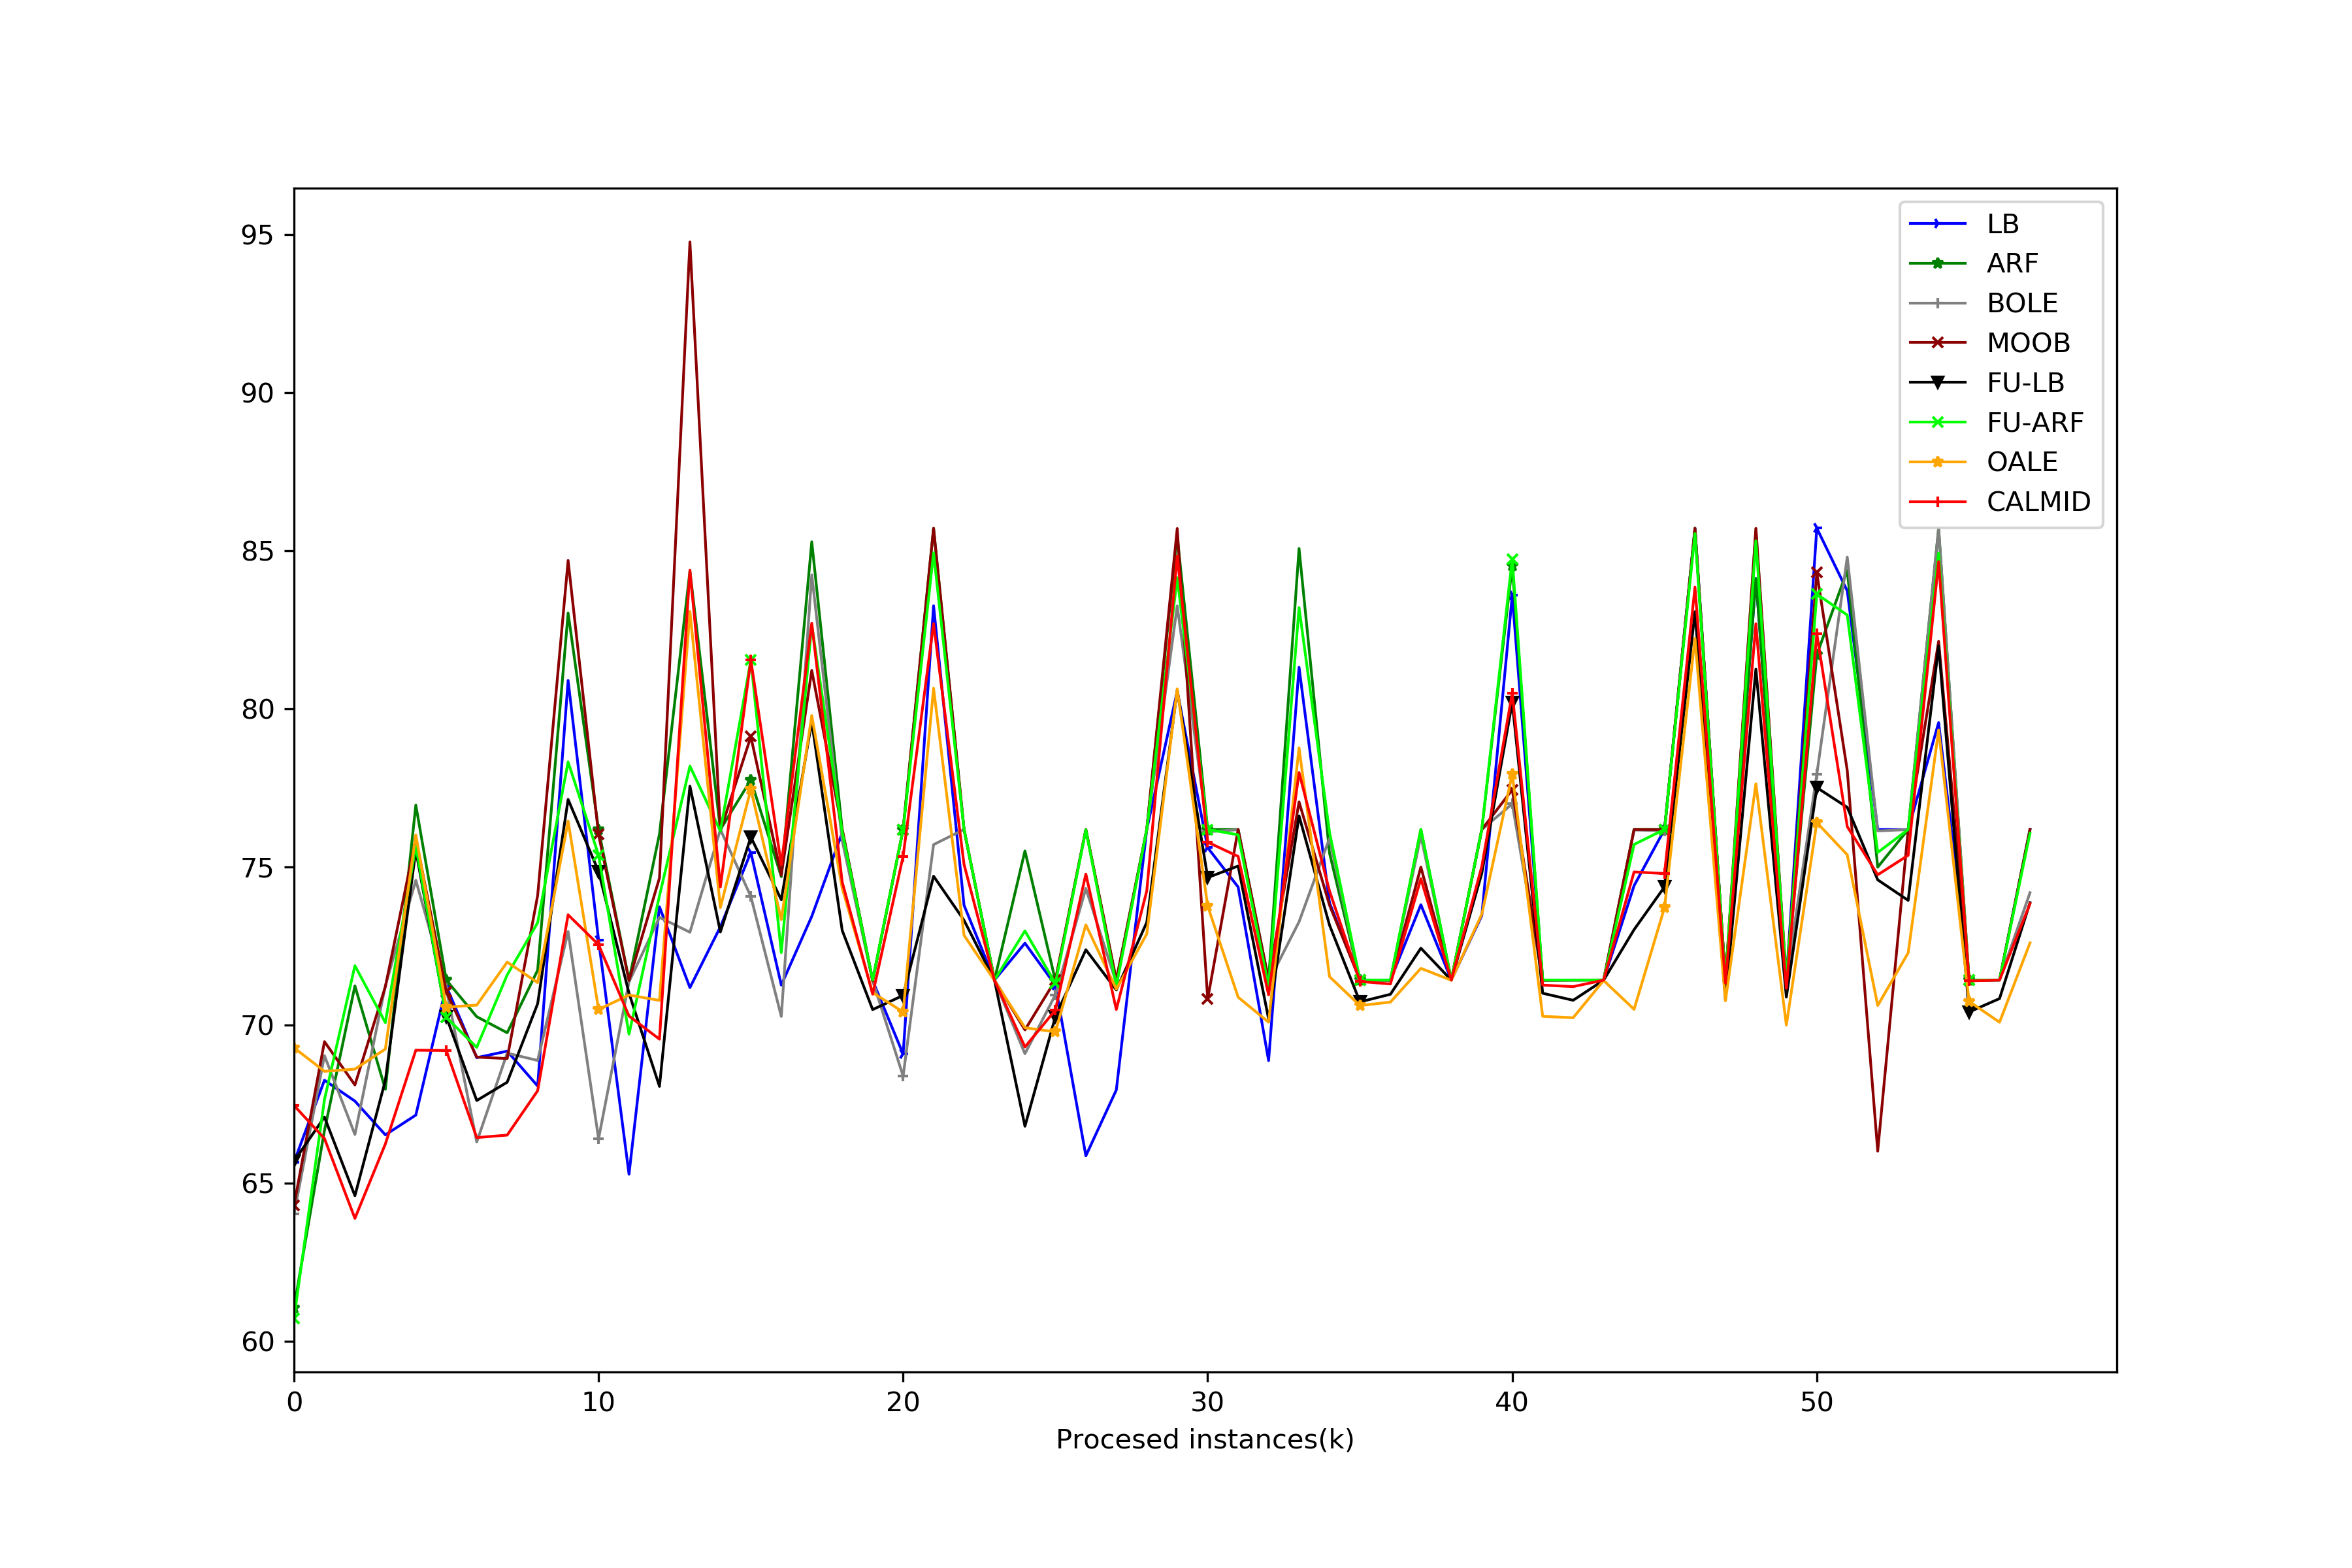 95
90
85
80
75
70
65
60
0
10
20
30
40
50
Procesed instances(k)
LB
ARF
BOLE
MOOB
FU-LB
FU-ARF
OALE
CALMID